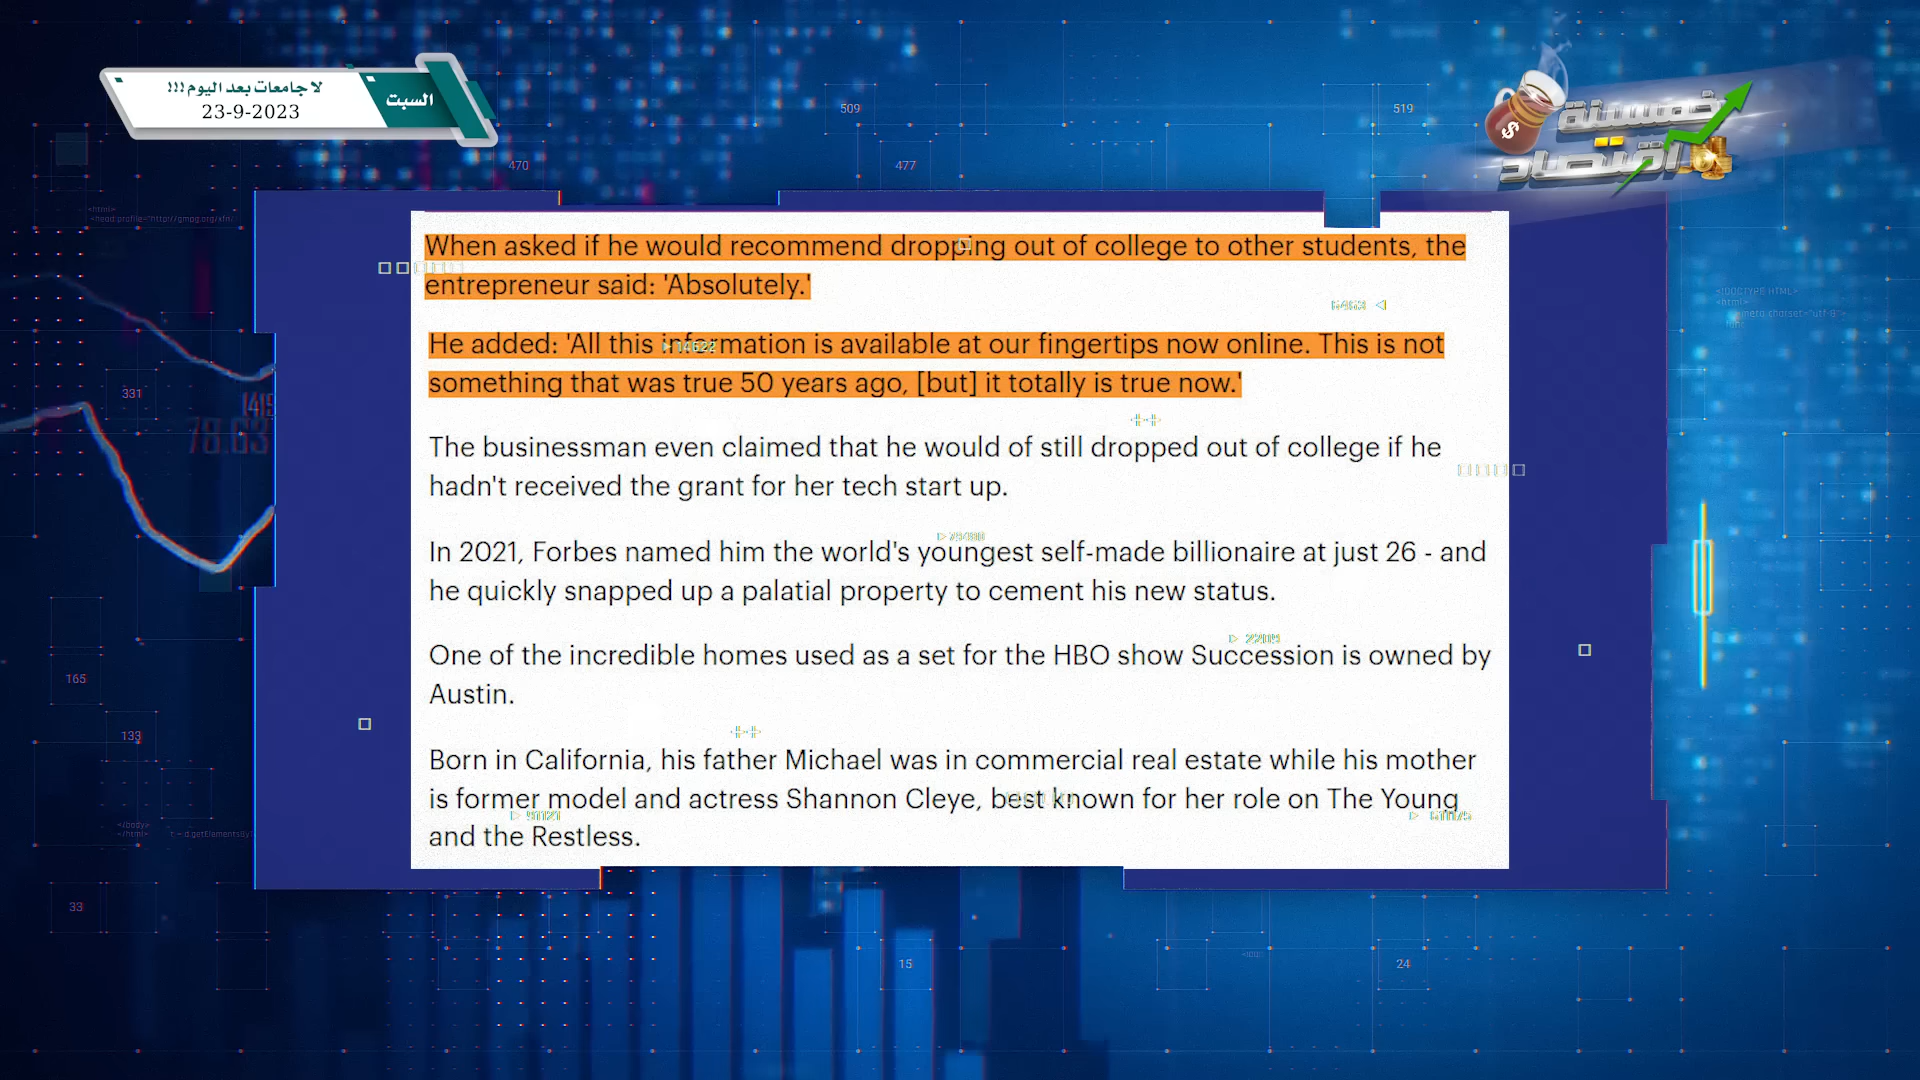 لا جامعات بعد اليوم !!!
23-9-2023
السبت
خمسينة
اقتصاد
509
519
470
477
When asked if he would recommend dropping out of college to other students, the
entrepreneur said: 'Absolutely.'
He added: 'All this information is available at our fingertips now online. This is not
something that was true 50 years ago, [but] it totally is true now.'
The businessman even claimed that he would of still dropped out of college if he
hadn't received the grant for her tech start up.
In 2021, Forbes named him the world's youngest self-made billionaire at just 26 - and
he quickly snapped up a palatial property to cement his new status.
One of the incredible homes used as a set for the HBO show Succession is owned by
Austin.
Born in California, his father Michael was in commercial real estate while his mother
is former model and actress Shannon Cleye, best known for her role on The Young
and the Restless.
331
78.63
165
133
33
15
24